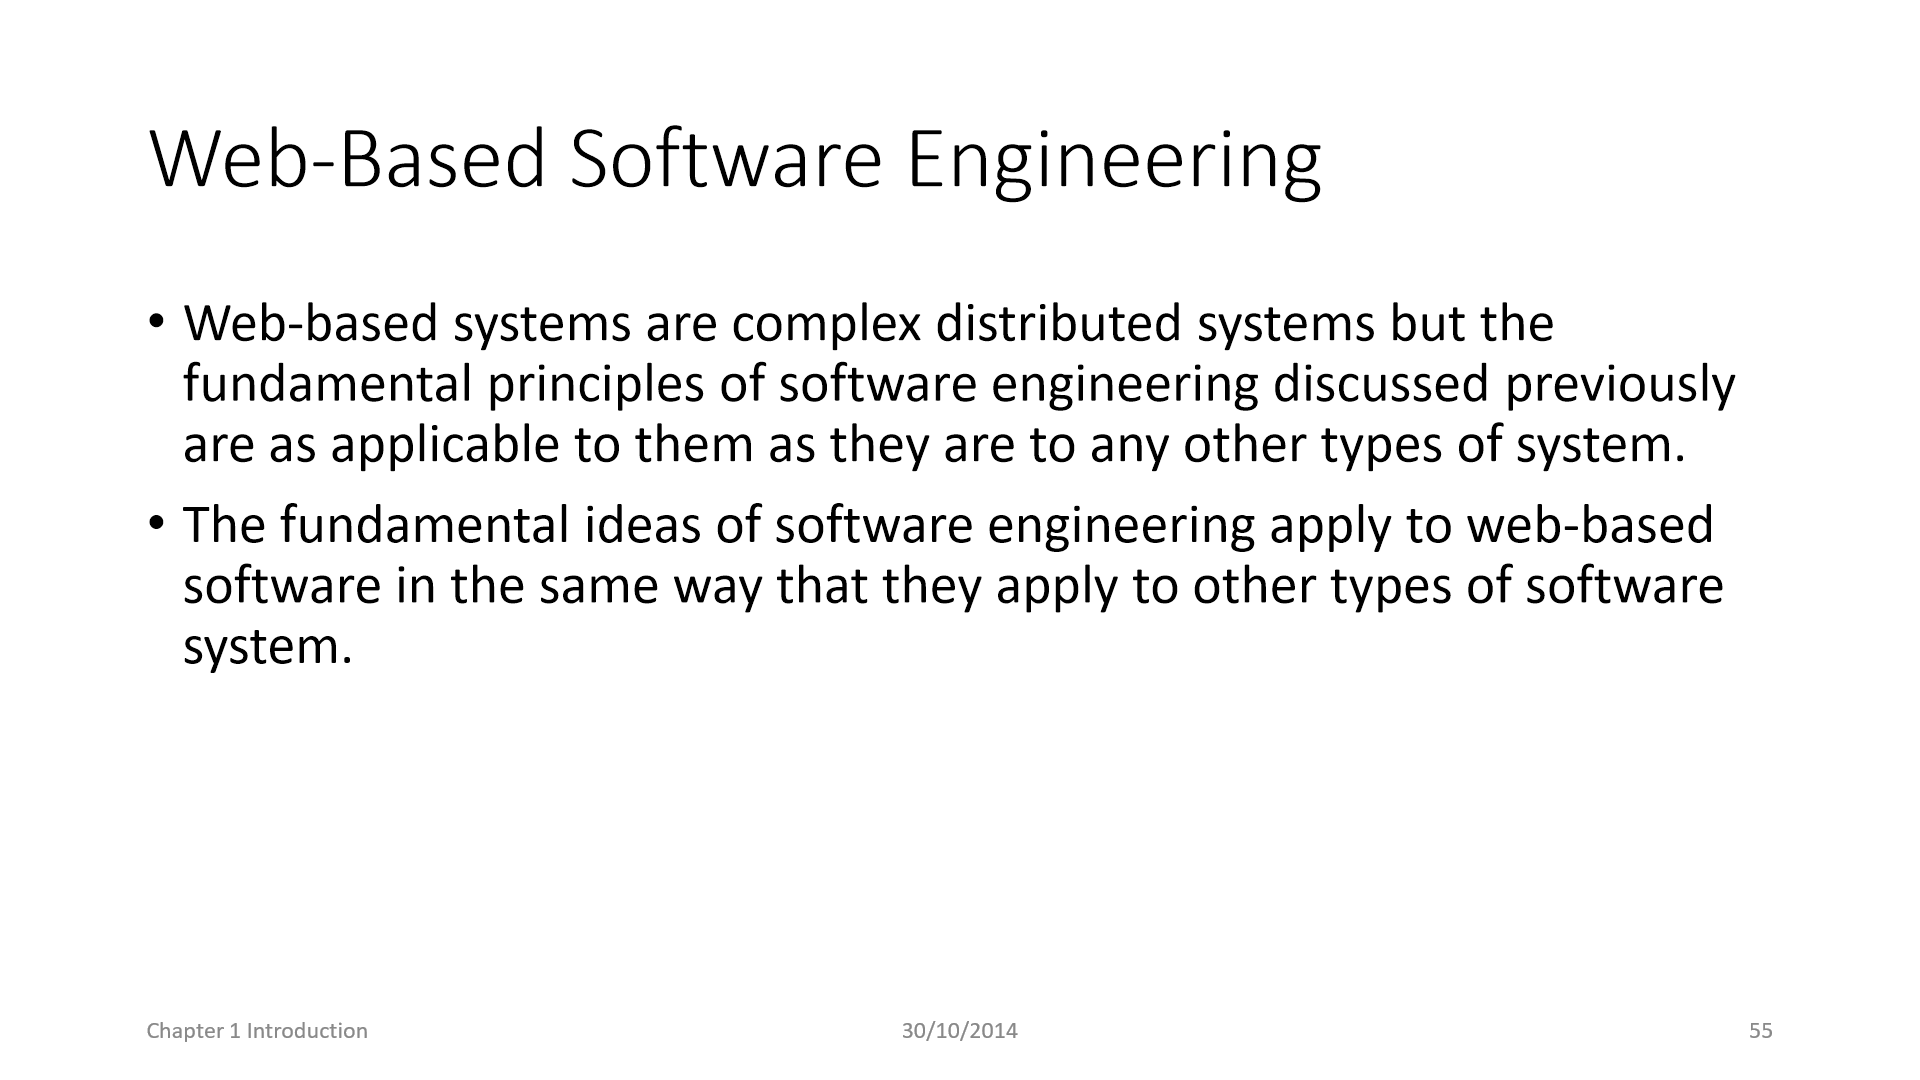 Web-Based Software Engineering
• Web-based systems are complex distributed systems but the
fundamental principles of software engineering discussed previously
are as applicable to them as they are to any other types of system.
• The fundamental ideas of software engineering apply to web-based
software in the same way that they apply to other types of software
system.
Chapter 1 Introduction 30/10/2014 55